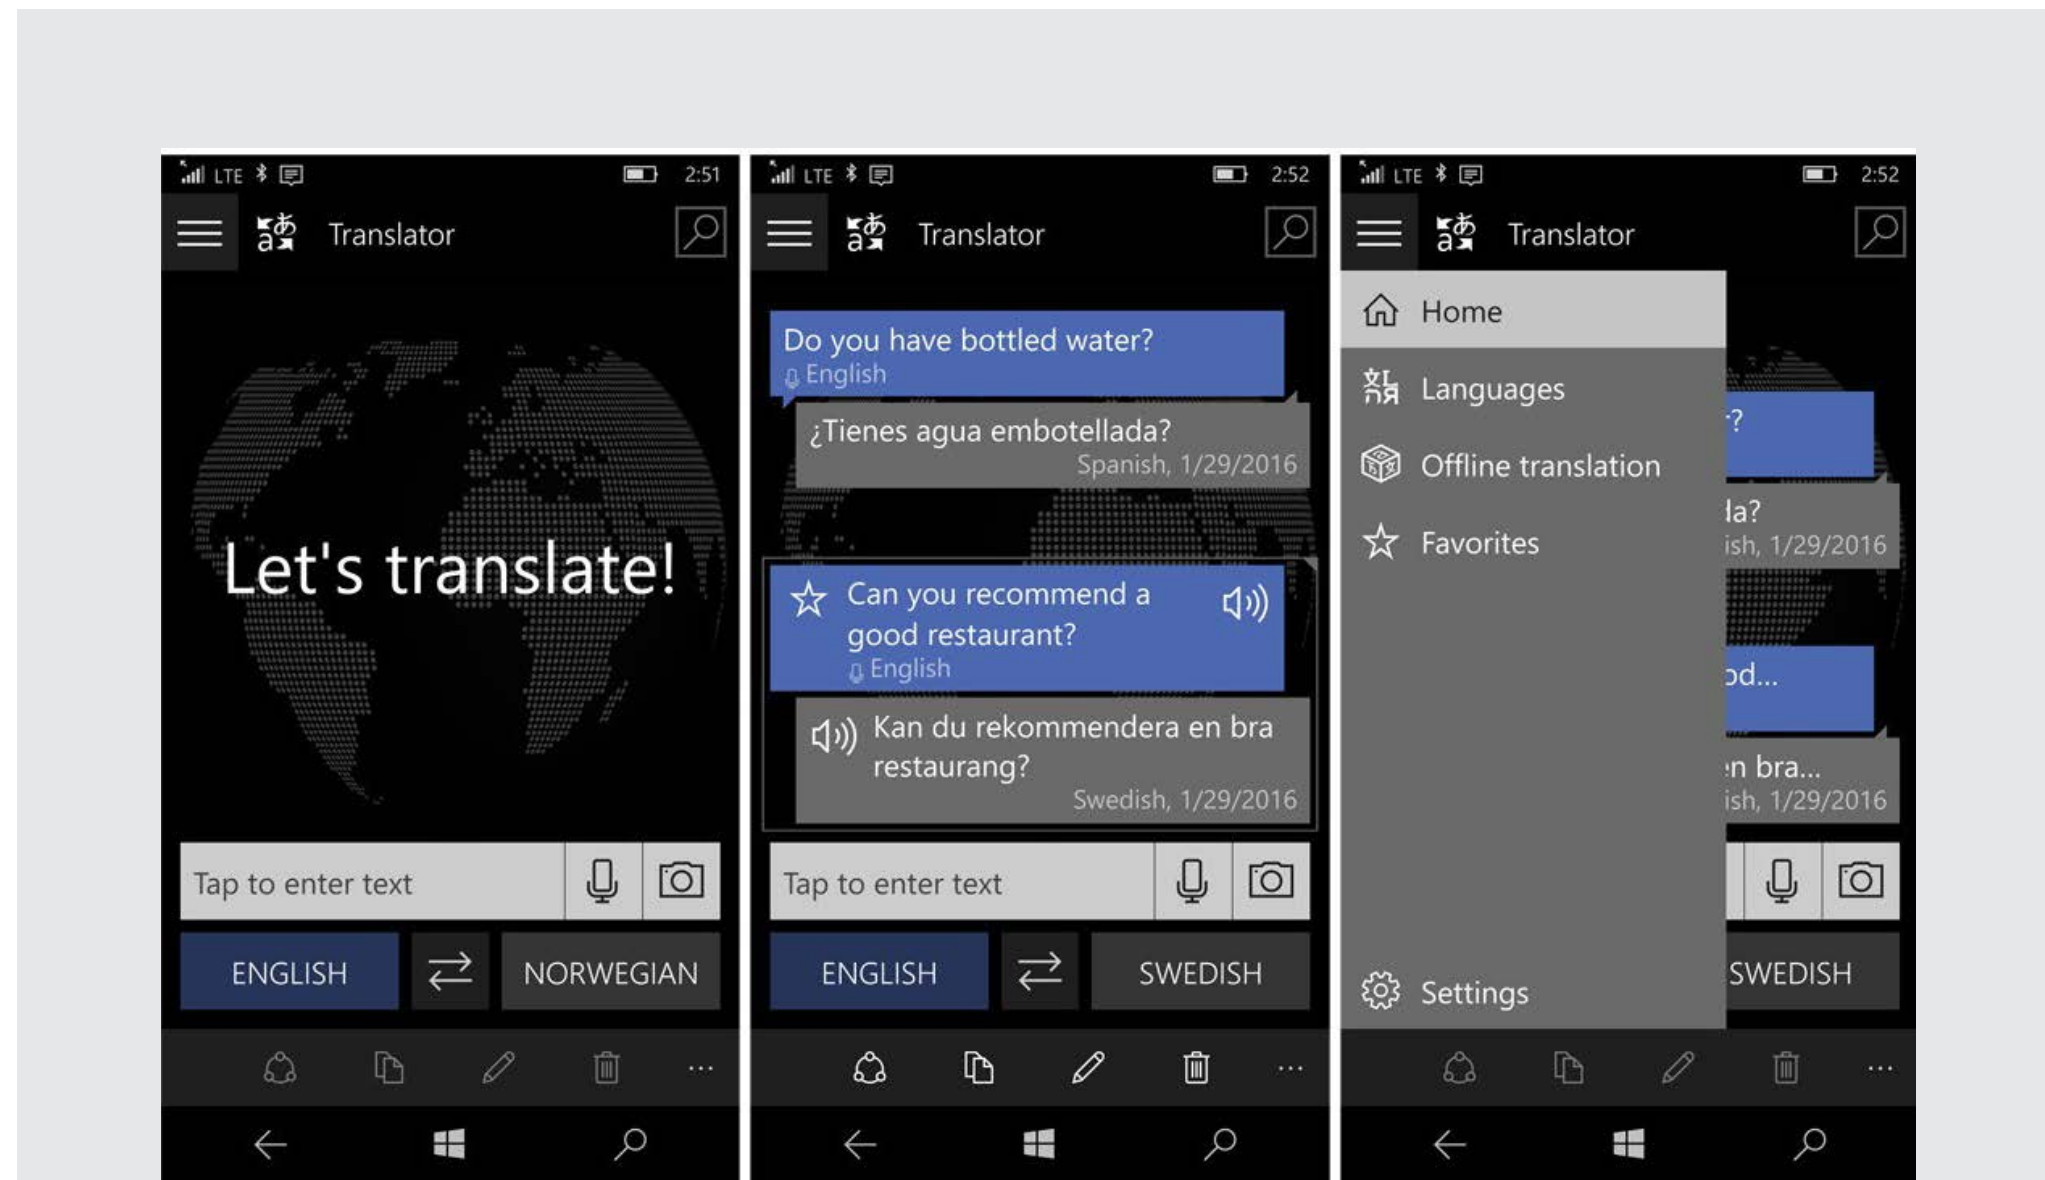 LTE 2:51
Translator
Let's translate!
Tap to enter text
ENGLISH NORWEGIAN
LTE 2:52
Translator
Do you have bottled water?
English
¿Tienes agua embotellada?
Spanish, 1/29/2016
Can you recommend a
good restaurant?
English
Kan du rekommendera en bra
restaurang?
Swedish, 1/29/2016
Tap to enter text
ENGLISH SWEDISH
LTE 2:52
Translator
Home
Languages
Offline translation
Favorites
?
da?
ish, 1/29/2016
od...
en bra...
ish, 1/29/2016
SWEDISH
Settings